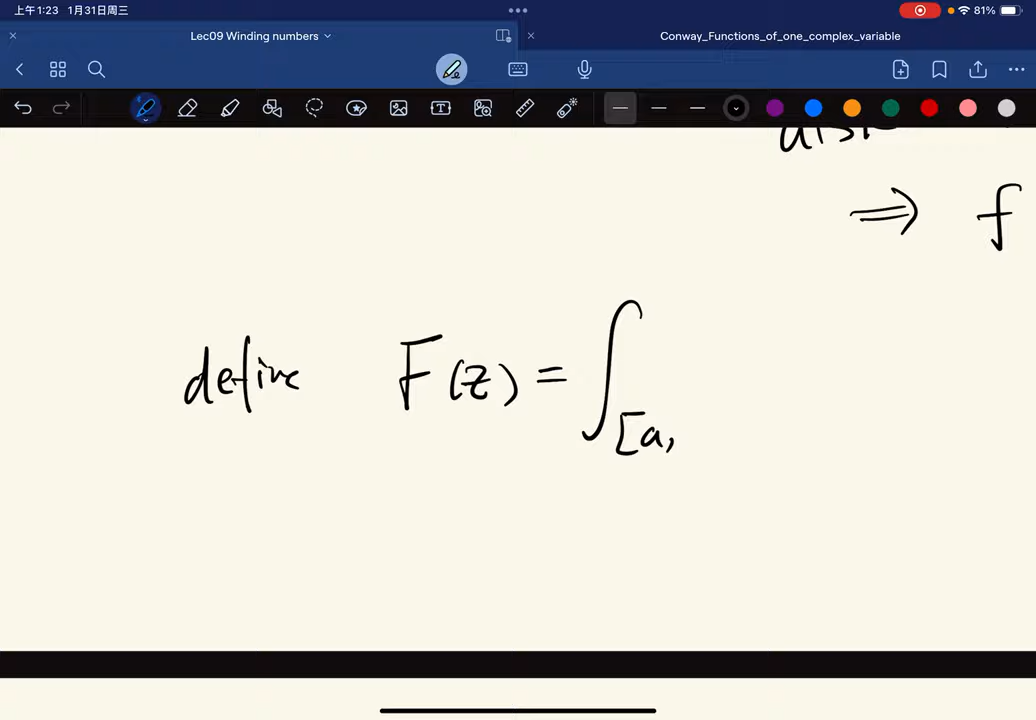 上午1:23 1月31日周三
81%
Lec09 Winding numbers
Conway_Functions_of_one_complex_variable
⇒ f
define F(z) = ∫_[a,